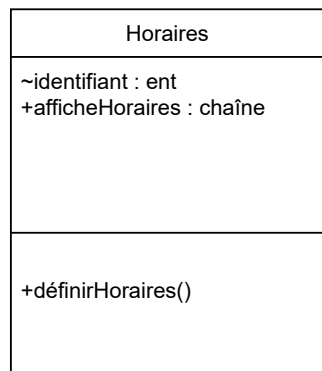 Horaires
~identifiant : ent
+afficheHoraires : chaîne
+définirHoraires()